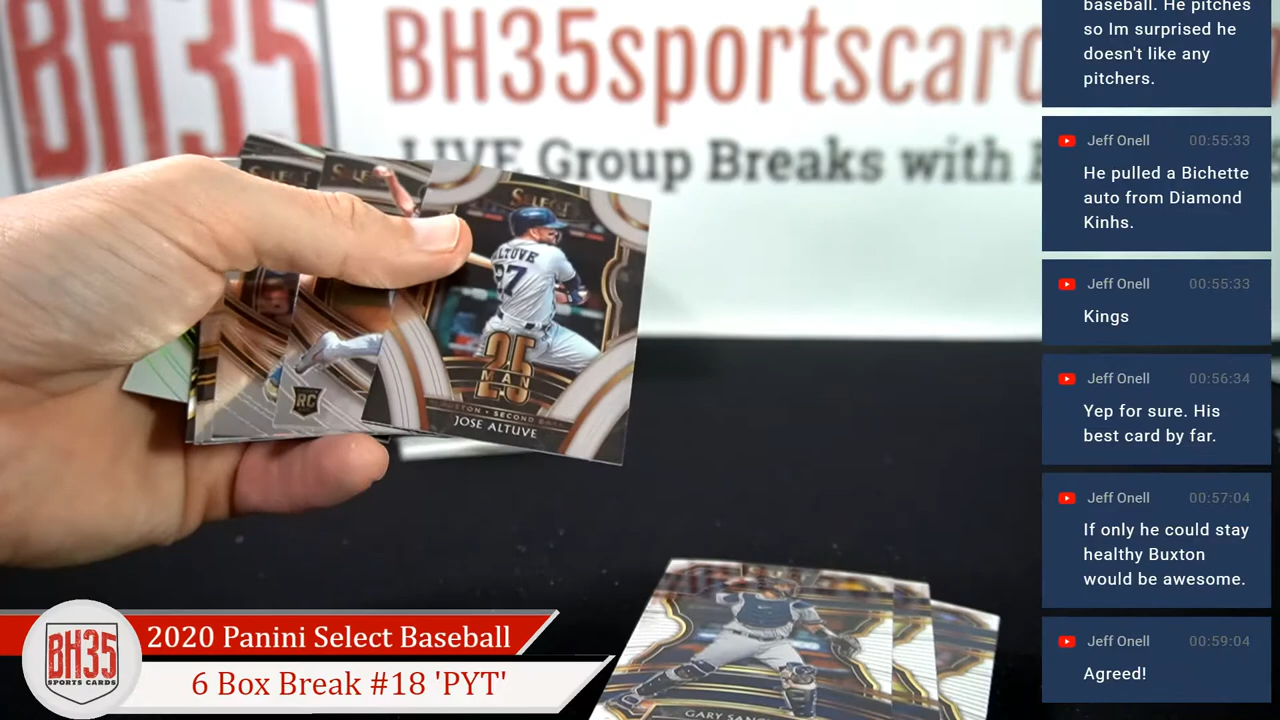 BH35
BH35sportscard
LIVE Group Breaks with
SELECT
ALTUVE
27
25
MAN
HOUSTON • SECOND BASE
JOSE ALTUVE
RC
GARY SANC
BH35
SPORTS CARDS
2020 Panini Select Baseball
6 Box Break #18 'PYT'
baseball. He pitches
so Im surprised he
doesn't like any
pitchers.
Jeff Onell 00:55:33
He pulled a Bichette
auto from Diamond
Kinhs.
Jeff Onell 00:55:33
Kings
Jeff Onell 00:56:34
Yep for sure. His
best card by far.
Jeff Onell 00:57:04
If only he could stay
healthy Buxton
would be awesome.
Jeff Onell 00:59:04
Agreed!